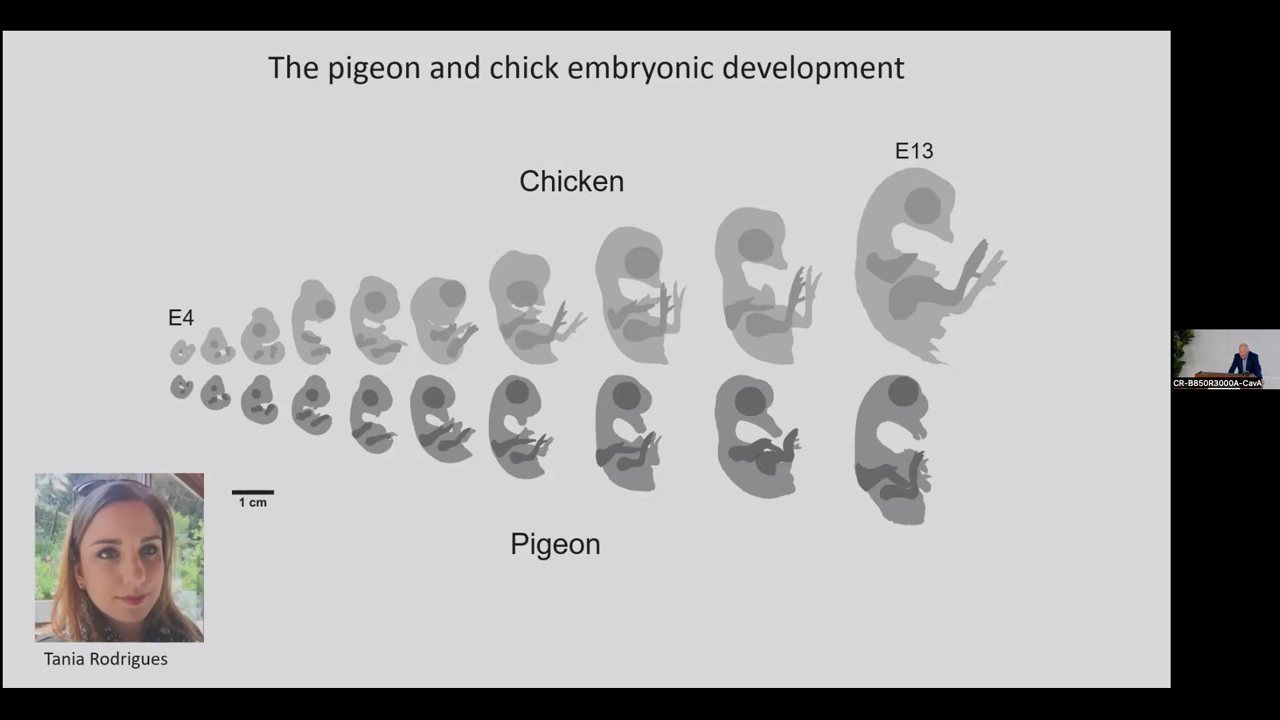 The pigeon and chick embryonic development
E13
Chicken
E4
CR-B850R3000A-CavA
1 cm
Pigeon
Tania Rodrigues